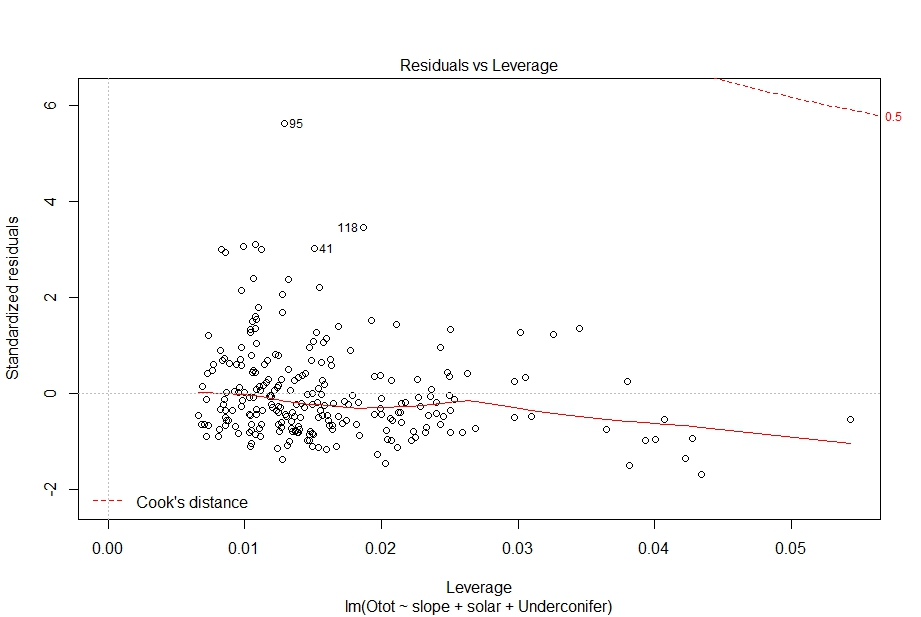 Residuals vs Leverage
6
4
2
0
-2
Standardized residuals
95
118
41
0.5
Cook's distance
0.00 0.01 0.02 0.03 0.04 0.05
Leverage
lm(Otot ~ slope + solar + Underconifer)